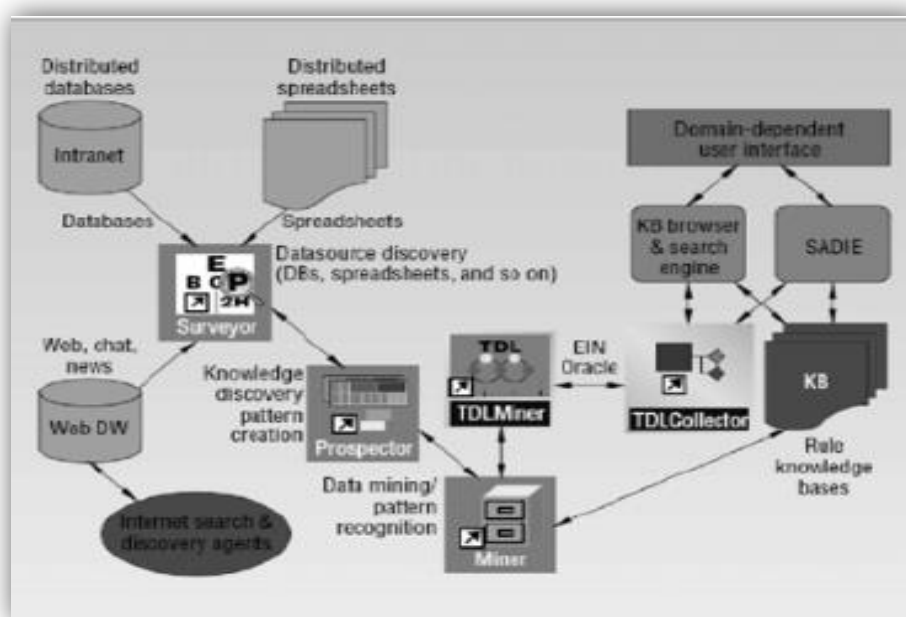 Distributed
databases
Intranet
Databases
Distributed
spreadsheets
Spreadsheets
Datasource discovery
(DBs, spreadsheets, and so on)
E
B C P
2H
Surveyor
Web, chat,
news
Web DW
Internet search &
discovery agents
Knowledge
discovery
pattern
creation
Prospector
Data mining/
pattern
recognition
Miner
TDL
TDLMiner
EIN
Oracle
TDLCollector
Domain-dependent
user interface
KB browser
& search
engine
SADIE
KB
Rule
knowledge
bases